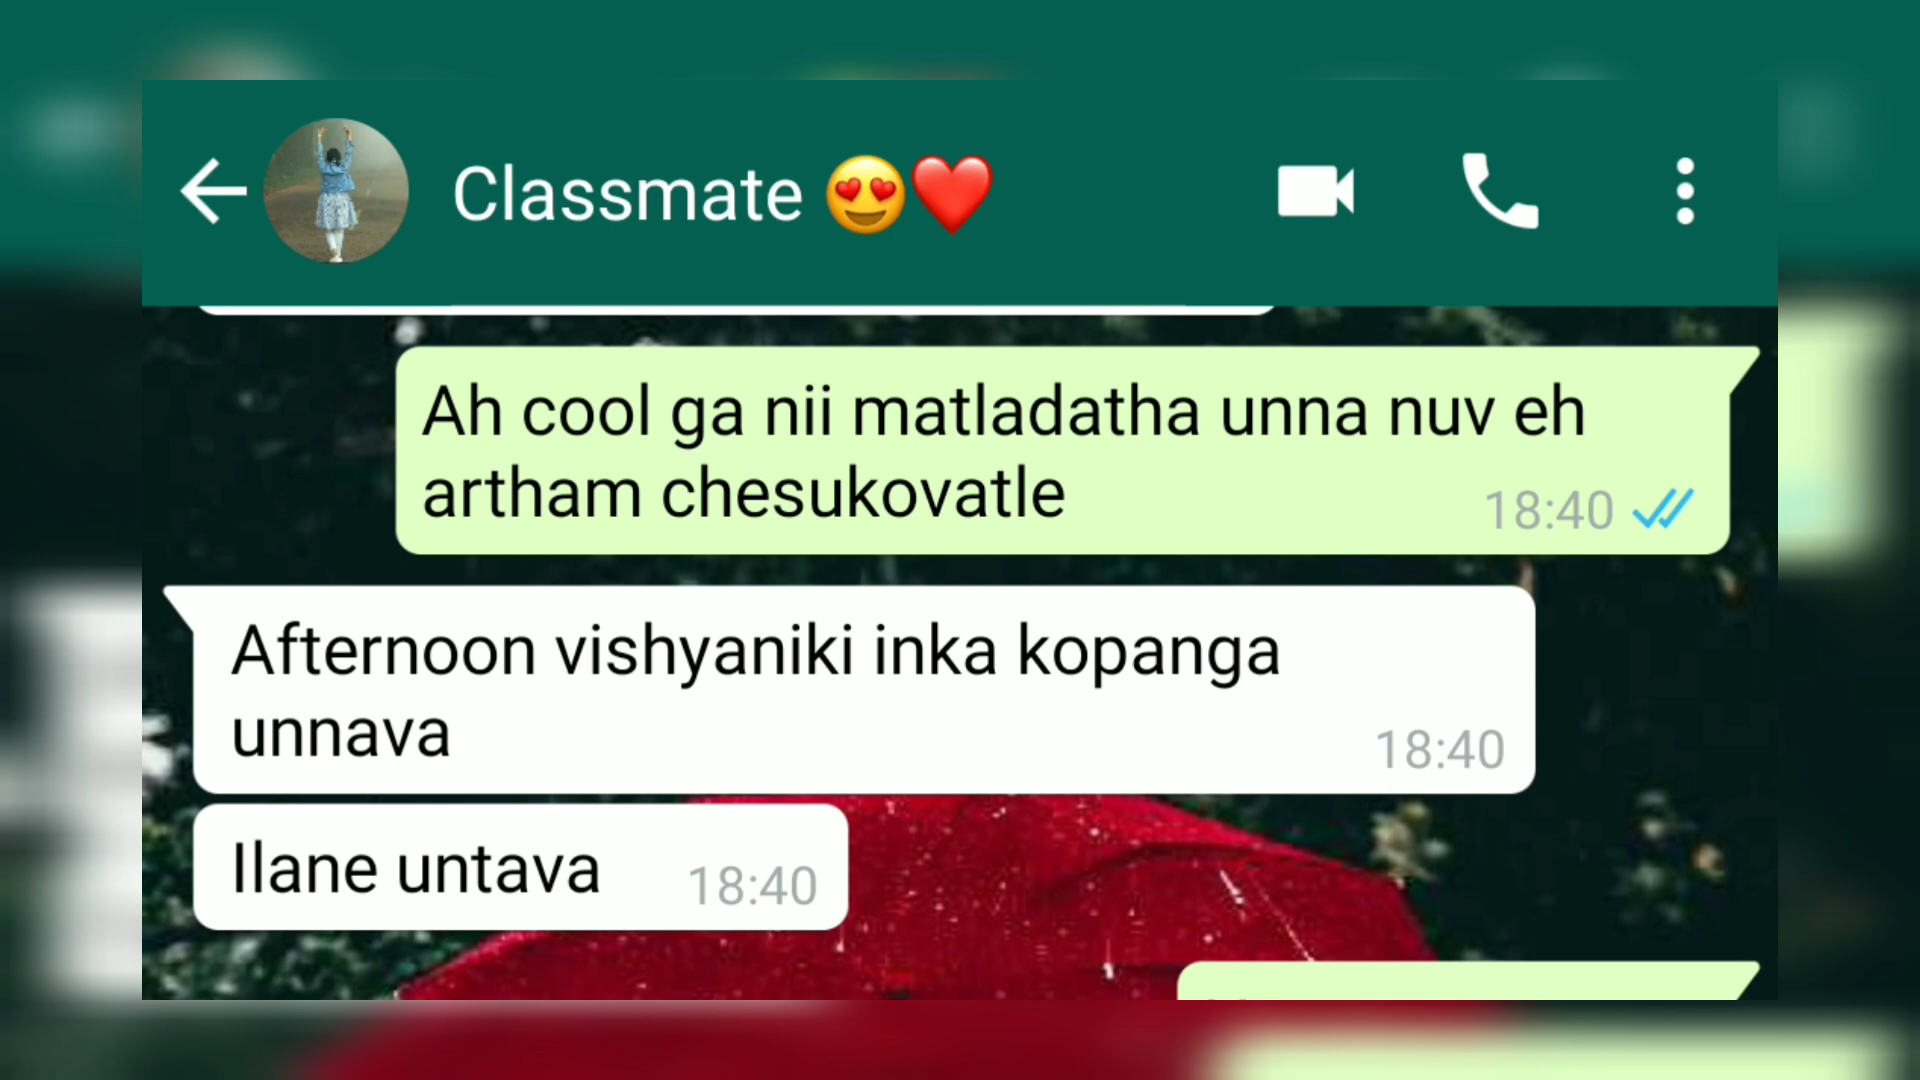 Classmate 😍❤️
Ah cool ga nii matladatha unna nuv eh
artham chesukovatle
18:40
Afternoon vishyaniki inka kopanga
unnava
18:40
Ilane untava 18:40